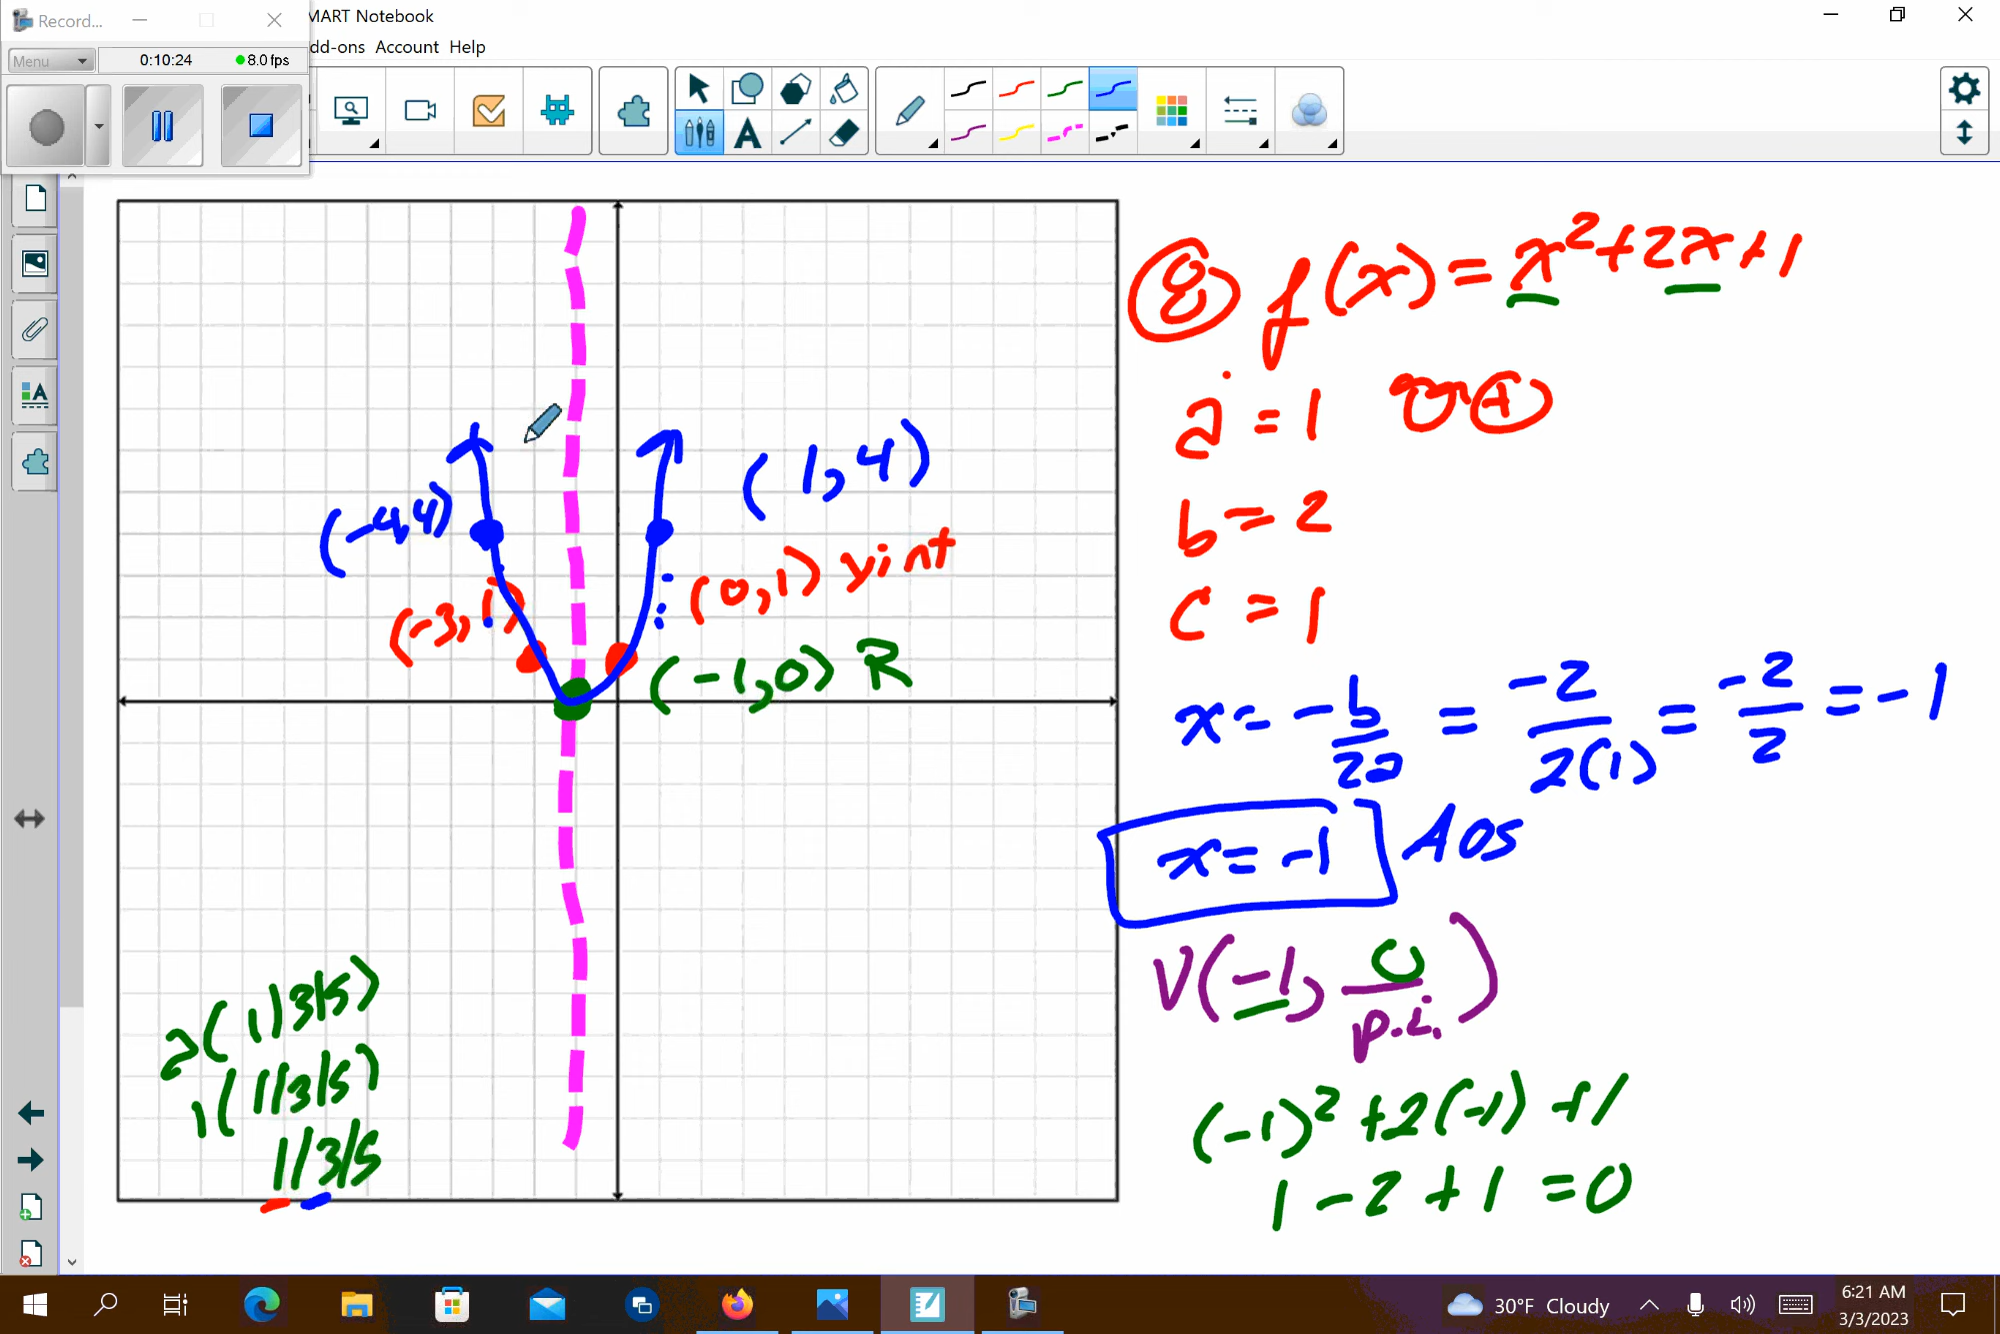 Record...
MART Notebook
dd-ons Account Help
Menu 0:10:24 8.0 fps
⑧ f(x) = x²+2x+1
a = 1
b = 2
c = 1
x = -b/2a = -2/2(1) = -2/2 = -1
x = -1 AOS
V(-1, 0)
p.i.
(-1)² +2(-1) +1
1 - 2 + 1 = 0
(-4,4)
(1,4)
(-3,1)
(0,1) yint
(-1,0) R
a(1/3/5)
1(1/3/5)
1/3/5
30°F Cloudy
6:21 AM
3/3/2023